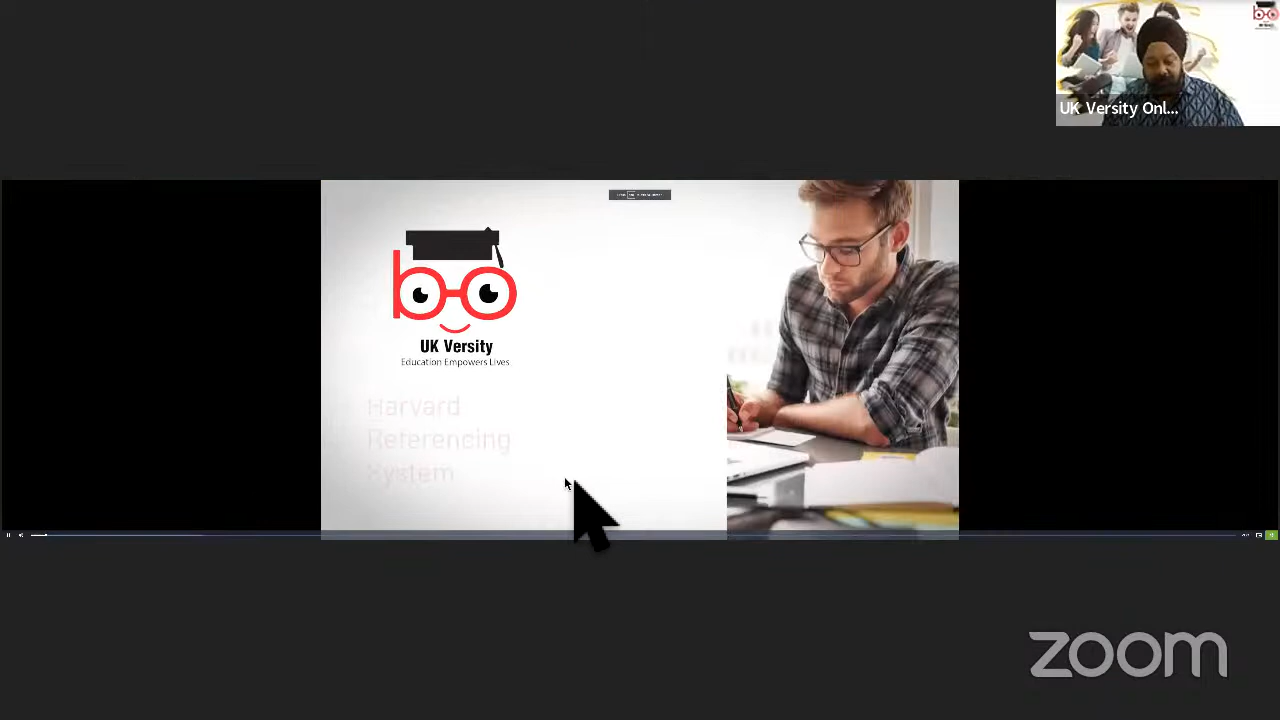 UK Versity Onl...
UK Versity
Education Empowers Lives
Harvard
Referencing
System
zoom